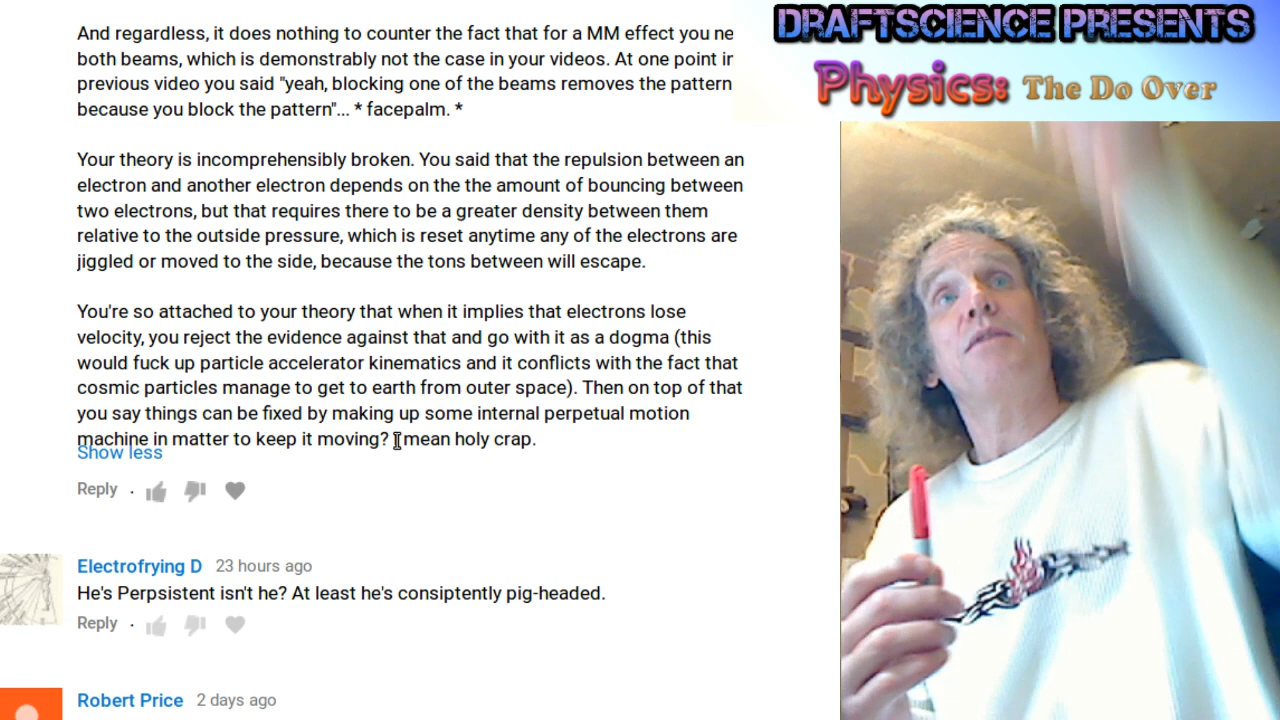 And regardless, it does nothing to counter the fact that for a MM effect you ne
both beams, which is demonstrably not the case in your videos. At one point
previous video you said "yeah, blocking one of the beams removes the pattern
because you block the pattern"... * facepalm. *
Your theory is incomprehensibly broken. You said that the repulsion between an
electron and another electron depends on the the amount of bouncing between
two electrons, but that requires there to be a greater density between them
relative to the outside pressure, which is reset anytime any of the electrons are
jiggled or moved to the side, because the tons between will escape.
You're so attached to your theory that when it implies that electrons lose
velocity, you reject the evidence against that and go with it as a dogma (this
would fuck up particle accelerator kinematics and it conflicts with the fact that
cosmic particles manage to get to earth from outer space). Then on top of that
you say things can be fixed by making up some internal perpetual motion
machine in matter to keep it moving? I mean holy crap.
Show less
Reply .
Electrofrying D 23 hours ago
He's Perpsistent isn't he? At least he's consiptently pig-headed.
Reply .
Robert Price 2 days ago
DRAFTSCIENCE PRESENTS
Physics: The Do Over